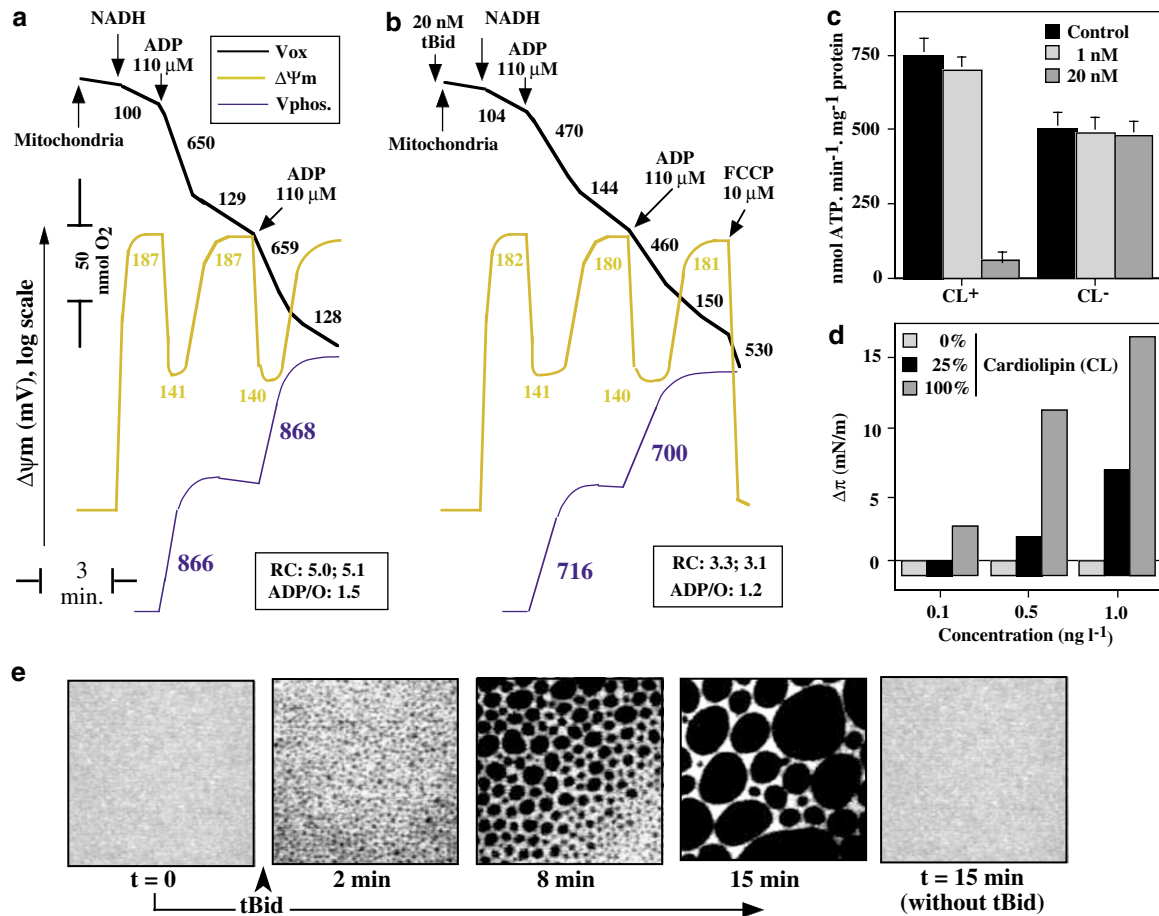 a
NADH
ADP
110 μM
Vox
ΔΨm
Vphos.
100
Mitochondria
650
129
ADP
110 μM
659
128
50
nmol O2
187
187
141
140
868
866
Δψm (mV), log scale
3
min.
RC: 5.0; 5.1
ADP/O: 1.5
b
20 nM
tBid
NADH
ADP
110 μM
104
Mitochondria
470
144
ADP
110 μM
FCCP
10 μM
460
150
530
182
180
181
141
140
700
716
RC: 3.3; 3.1
ADP/O: 1.2
c
Control
1 nM
20 nM
nmol ATP. min-1. mg-1 protein
750
500
250
0
CL+
CL-
d
0%
25%
100%
Cardiolipin (CL)
Δπ (mN/m)
15
10
5
0
0.1
0.5
1.0
Concentration (ng l-1)
e
t = 0
2 min
8 min
15 min
t = 15 min
(without tBid)
tBid